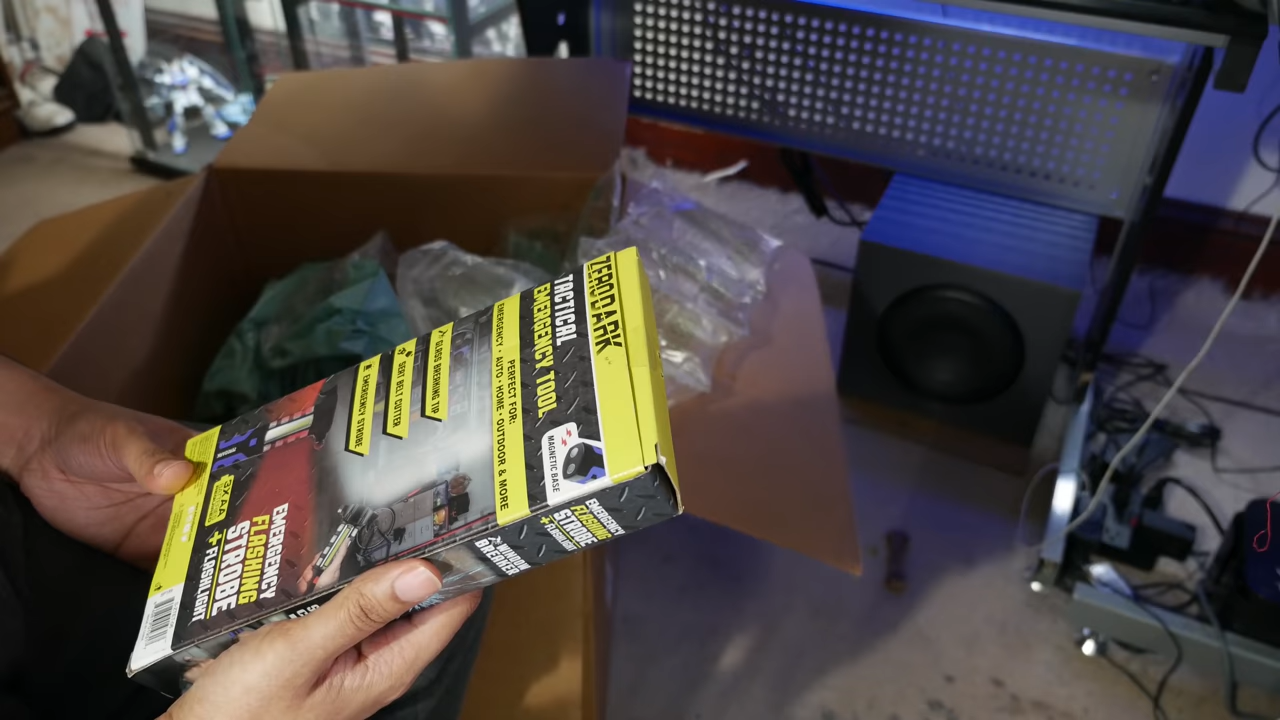 ZERODARK
TACTICAL
EMERGENCY TOOL
PERFECT FOR:
EMERGENCY • AUTO • HOME • OUTDOOR & MORE
MAGNETIC BASE
GLASS BREAKING TIP
SEAT BELT CUTTER
EMERGENCY STROBE
3XAA
EMERGENCY
FLASHING
STROBE
+ FLASHLIGHT
EMERGENCY
FLASHING
STROBE
+FLASHLIGHT
WINDOW
BREAKER